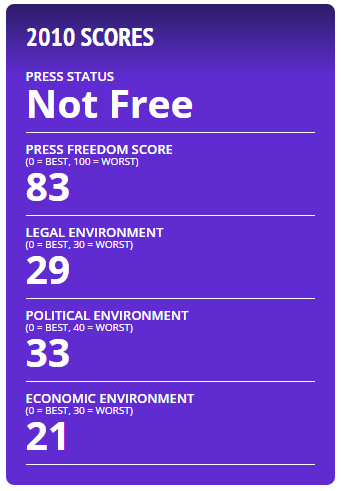 2010 SCORES
PRESS STATUS
Not Free
PRESS FREEDOM SCORE
(0 = BEST, 100 = WORST)
83
LEGAL ENVIRONMENT
(0 = BEST, 30 = WORST)
29
POLITICAL ENVIRONMENT
(0 = BEST, 40 = WORST)
33
ECONOMIC ENVIRONMENT
(0 = BEST, 30 = WORST)
21